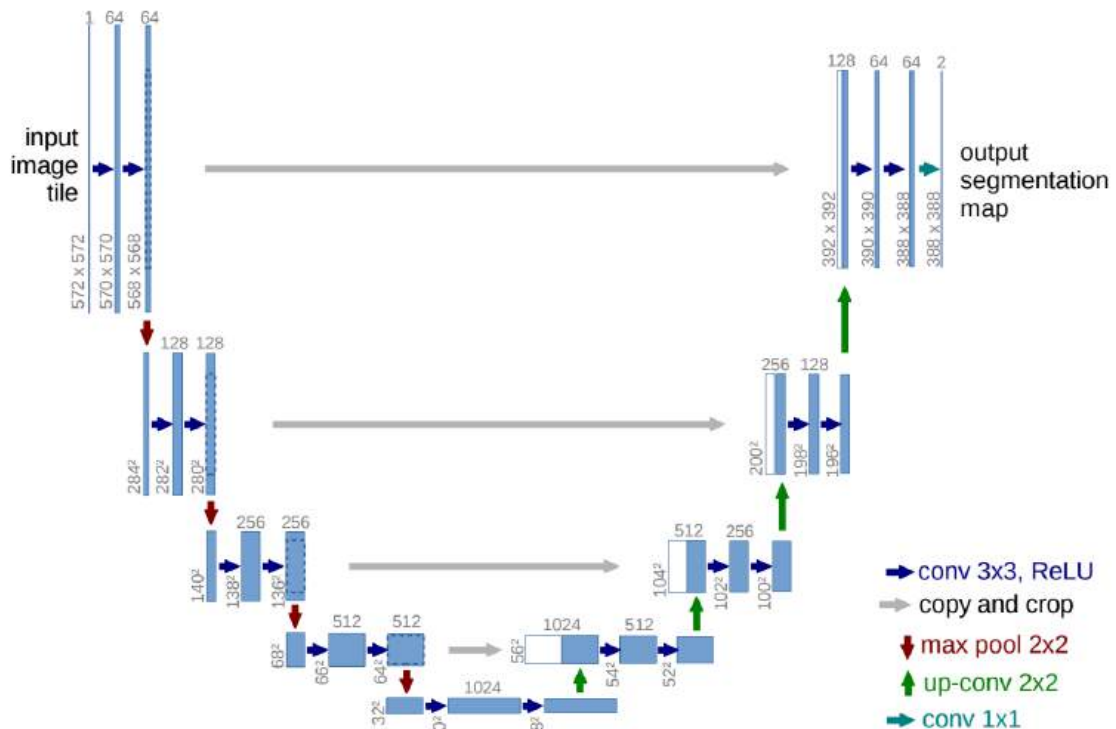 1 64 64
input
image
tile
572 x 572
570 x 570
568 x 568
128 64 64 2
392 x 392
390 x 390
388 x 388
388 x 388
output
segmentation
map
128 128
284²
282²
280²
256 128
200²
198²
196²
256 256
140²
138²
136²
512 256
104²
102²
100²
512 512
68²
66²
64²
1024 512
56²
54²
52²
1024
32²
conv 3x3, ReLU
copy and crop
max pool 2x2
up-conv 2x2
conv 1x1